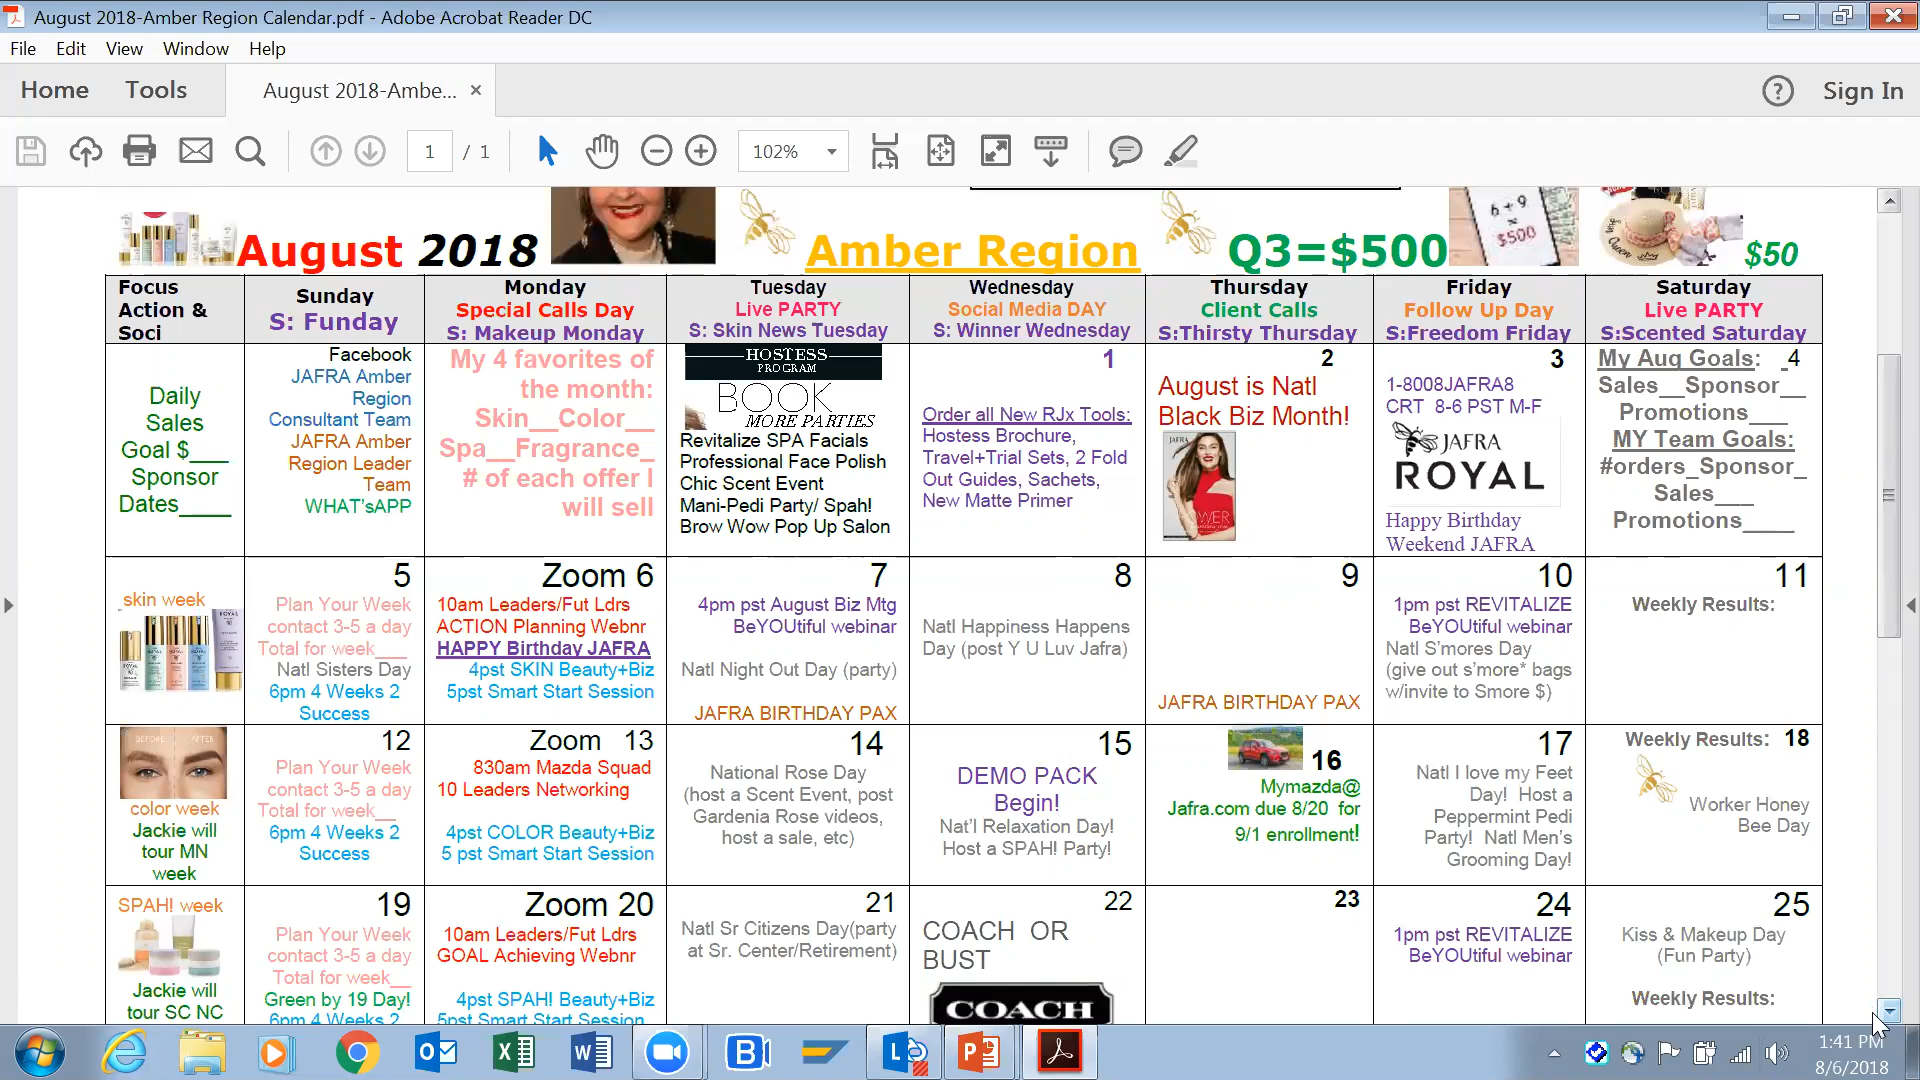 August 2018-Amber Region Calendar.pdf - Adobe Acrobat Reader DC
File Edit View Window Help
Home Tools August 2018-Ambe... × Sign In
1 / 1 102%
August 2018 Amber Region Q3=$500 $50
6 + 9
=
$500
Focus
Action &
Soci
Sunday
S: Funday
Monday
Special Calls Day
S: Makeup Monday
Tuesday
Live PARTY
S: Skin News Tuesday
Wednesday
Social Media DAY
S: Winner Wednesday
Thursday
Client Calls
S:Thirsty Thursday
Friday
Follow Up Day
S:Freedom Friday
Saturday
Live PARTY
S:Scented Saturday
Daily
Sales
Goal $___
Sponsor
Dates____
Facebook
JAFRA Amber
Region
Consultant Team
JAFRA Amber
Region Leader
Team
WHAT'sAPP
My 4 favorites of
the month:
Skin__Color__
Spa__Fragrance_
# of each offer I
will sell
HOSTESS
PROGRAM
BOOK
MORE PARTIES
Revitalize SPA Facials
Professional Face Polish
Chic Scent Event
Mani-Pedi Party/ Spah!
Brow Wow Pop Up Salon
1
Order all New RJx Tools:
Hostess Brochure,
Travel+Trial Sets, 2 Fold
Out Guides, Sachets,
New Matte Primer
2
August is Natl
Black Biz Month!
JAFRA
3
1-8008JAFRA8
CRT 8-6 PST M-F
JAFRA
ROYAL
Happy Birthday
Weekend JAFRA
My Aug Goals: _4
Sales__Sponsor__
Promotions___
MY Team Goals:
#orders_Sponsor_
Sales___
Promotions____
skin week
ROYAL
5
Plan Your Week
contact 3-5 a day
Total for week___
Natl Sisters Day
6pm 4 Weeks 2
Success
Zoom 6
10am Leaders/Fut Ldrs
ACTION Planning Webnr
HAPPY Birthday JAFRA
4pst SKIN Beauty+Biz
5pst Smart Start Session
7
4pm pst August Biz Mtg
BeYOUtiful webinar
Natl Night Out Day (party)
JAFRA BIRTHDAY PAX
8
Natl Happiness Happens
Day (post Y U Luv Jafra)
9
JAFRA BIRTHDAY PAX
10
1pm pst REVITALIZE
BeYOUtiful webinar
Natl S'mores Day
(give out s'more* bags
w/invite to Smore $)
11
Weekly Results:
BEFORE AFTER
color week
Jackie will
tour MN
week
12
Plan Your Week
contact 3-5 a day
Total for week__
6pm 4 Weeks 2
Success
Zoom 13
830am Mazda Squad
10 Leaders Networking
4pst COLOR Beauty+Biz
5 pst Smart Start Session
14
National Rose Day
(host a Scent Event, post
Gardenia Rose videos,
host a sale, etc)
15
DEMO PACK
Begin!
Nat'l Relaxation Day!
Host a SPAH! Party!
16
Mymazda@
Jafra.com due 8/20 for
9/1 enrollment!
17
Natl I love my Feet
Day! Host a
Peppermint Pedi
Party! Natl Men's
Grooming Day!
Weekly Results: 18
Worker Honey
Bee Day
SPAH! week
Jackie will
tour SC NC
19
Plan Your Week
contact 3-5 a day
Total for week__
Green by 19 Day!
6pm 4 Weeks 2
Zoom 20
10am Leaders/Fut Ldrs
GOAL Achieving Webnr
4pst SPAH! Beauty+Biz
5pst Smart Start Session
21
Natl Sr Citizens Day(party
at Sr. Center/Retirement)
22
COACH OR
BUST
COACH
23
24
1pm pst REVITALIZE
BeYOUtiful webinar
25
Kiss & Makeup Day
(Fun Party)
Weekly Results:
1:41 PM
8/6/2018